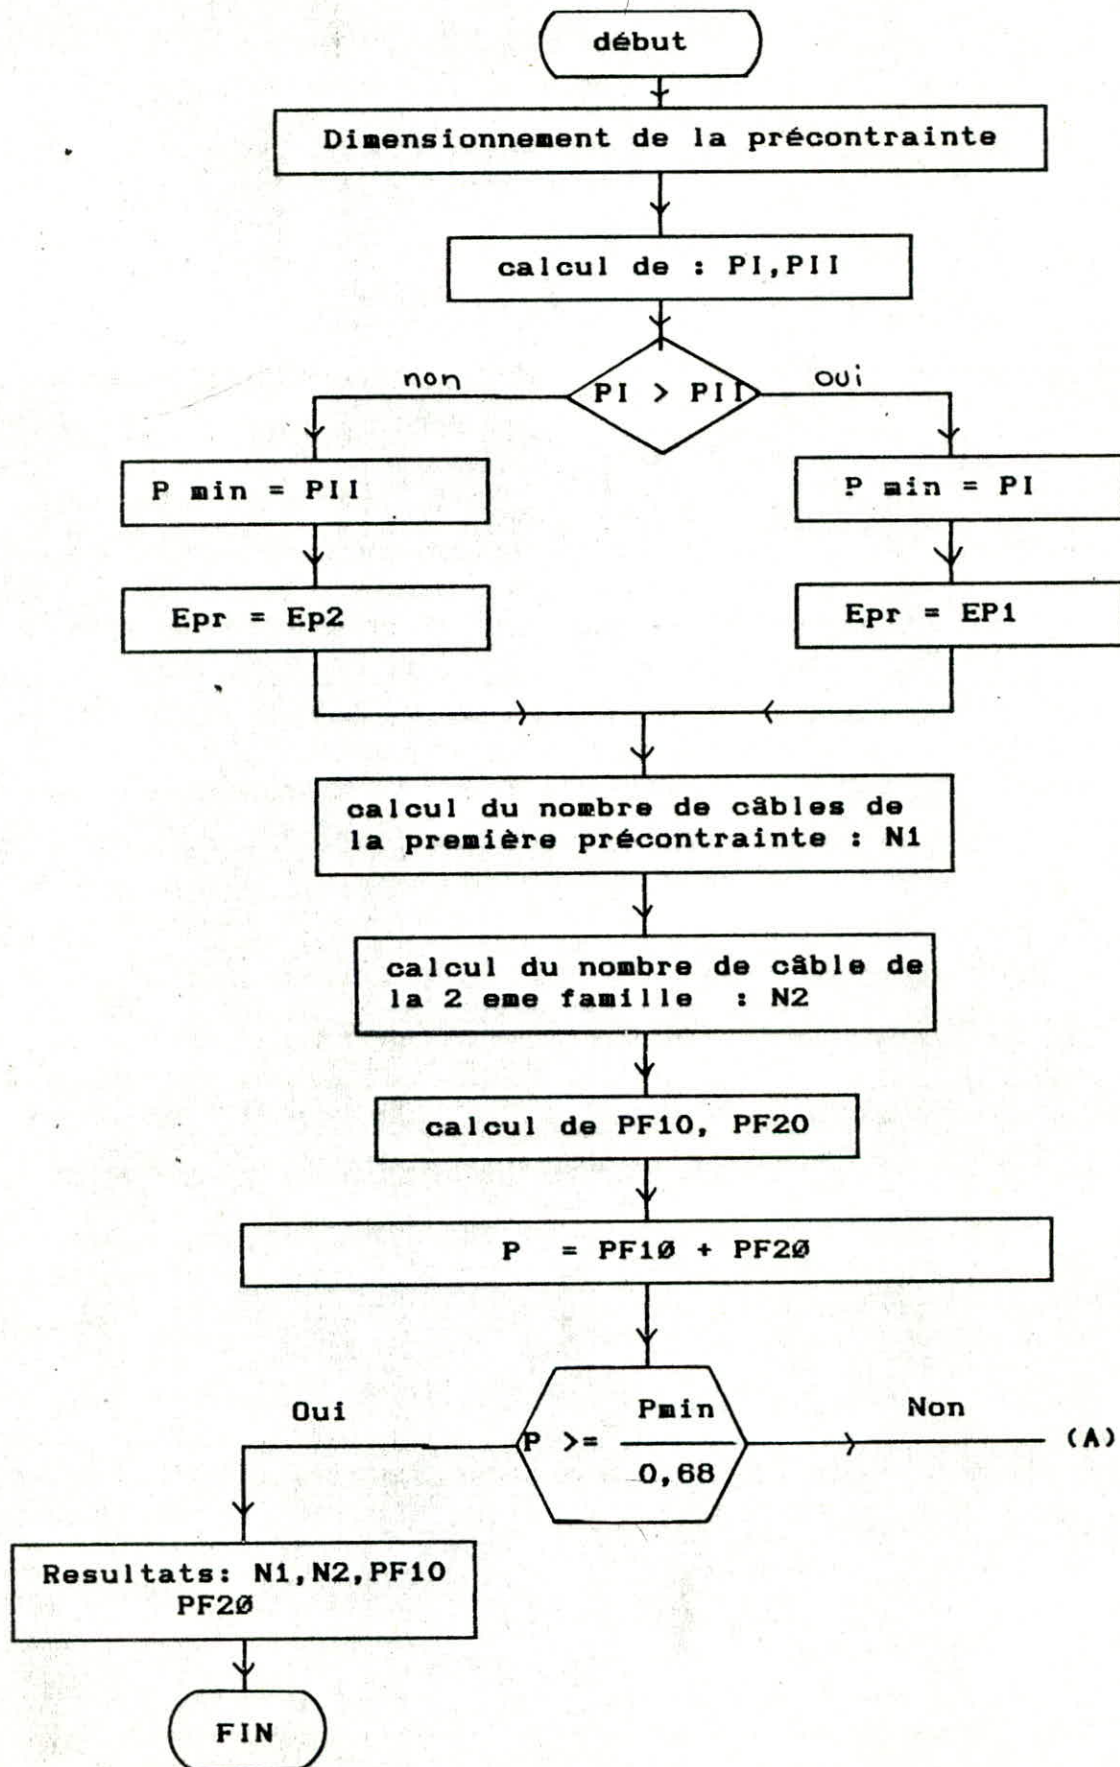 début
Dimensionnement de la précontrainte
calcul de : PI,PII
non
PI > PII
oui
P min = PII
P min = PI
Epr = Ep2
Epr = EP1
calcul du nombre de câbles de
la première précontrainte : N1
calcul du nombre de câble de
la 2 eme famille : N2
calcul de PF10, PF20
P = PF1Ø + PF2Ø
Oui
Pmin
Non
P >=
(A)
0,68
Resultats: N1,N2,PF10
PF2Ø
FIN